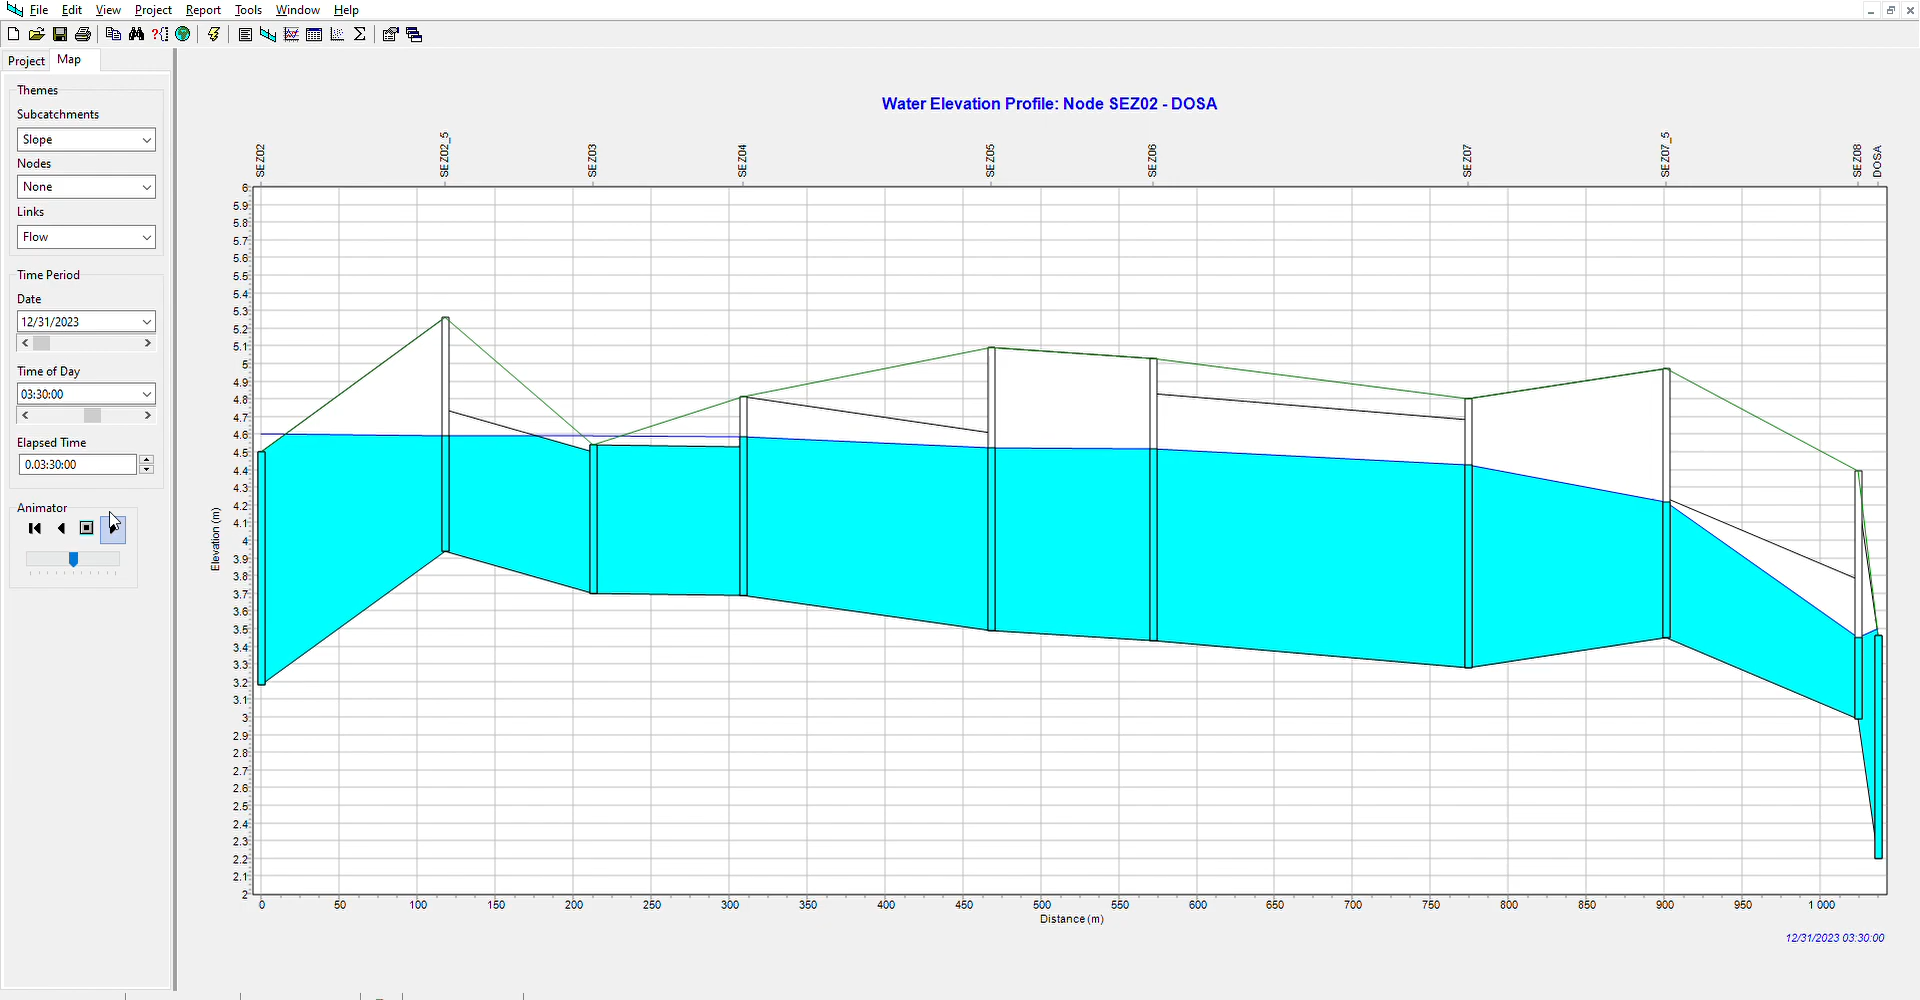 File Edit View Project Report Tools Window Help
Project Map
Themes
Subcatchments
Slope
Nodes
None
Links
Flow
Time Period
Date
12/31/2023
Time of Day
03:30:00
Elapsed Time
0.03:30:00
Animator
Water Elevation Profile: Node SEZ02 - DOSA
SEZ02
SEZ02_5
SEZ03
SEZ04
SEZ05
SEZ06
SEZ07
SEZ07_5
SEZ08
DOSA
6
5.9
5.8
5.7
5.6
5.5
5.4
5.3
5.2
5.1
5
4.9
4.8
4.7
4.6
4.5
4.4
4.3
4.2
4.1
4
3.9
3.8
3.7
3.6
3.5
3.4
3.3
3.2
3.1
3
2.9
2.8
2.7
2.6
2.5
2.4
2.3
2.2
2.1
2
Elevation (m)
0 50 100 150 200 250 300 350 400 450 500 550 600 650 700 750 800 850 900 950 1 000
Distance (m)
12/31/2023 03:30:00